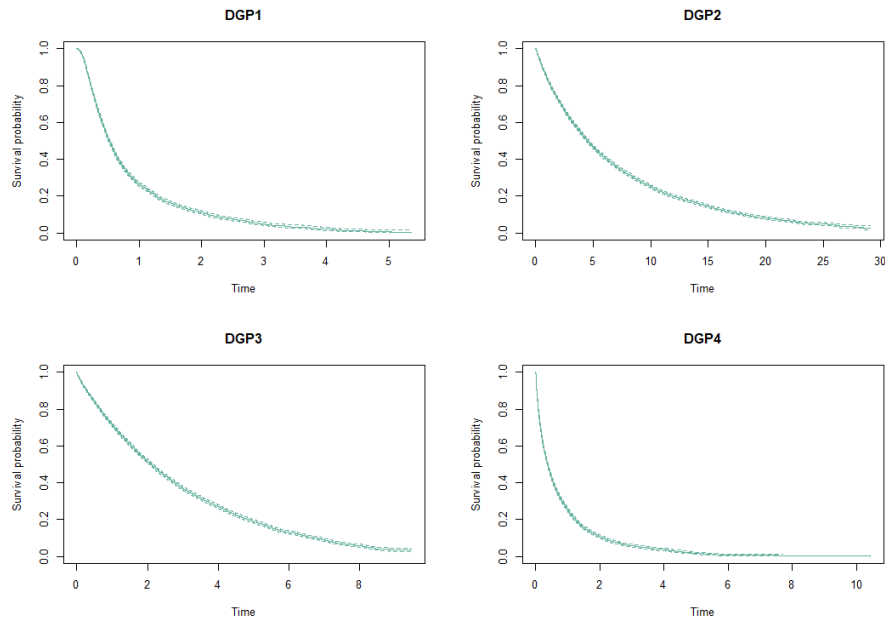 DGP1
Survival probability
0.0 0.2 0.4 0.6 0.8 1.0
0 1 2 3 4 5
Time
DGP2
Survival probability
0.0 0.2 0.4 0.6 0.8 1.0
0 5 10 15 20 25 30
Time
DGP3
Survival probability
0.0 0.2 0.4 0.6 0.8 1.0
0 2 4 6 8
Time
DGP4
Survival probability
0.0 0.2 0.4 0.6 0.8 1.0
0 2 4 6 8 10
Time